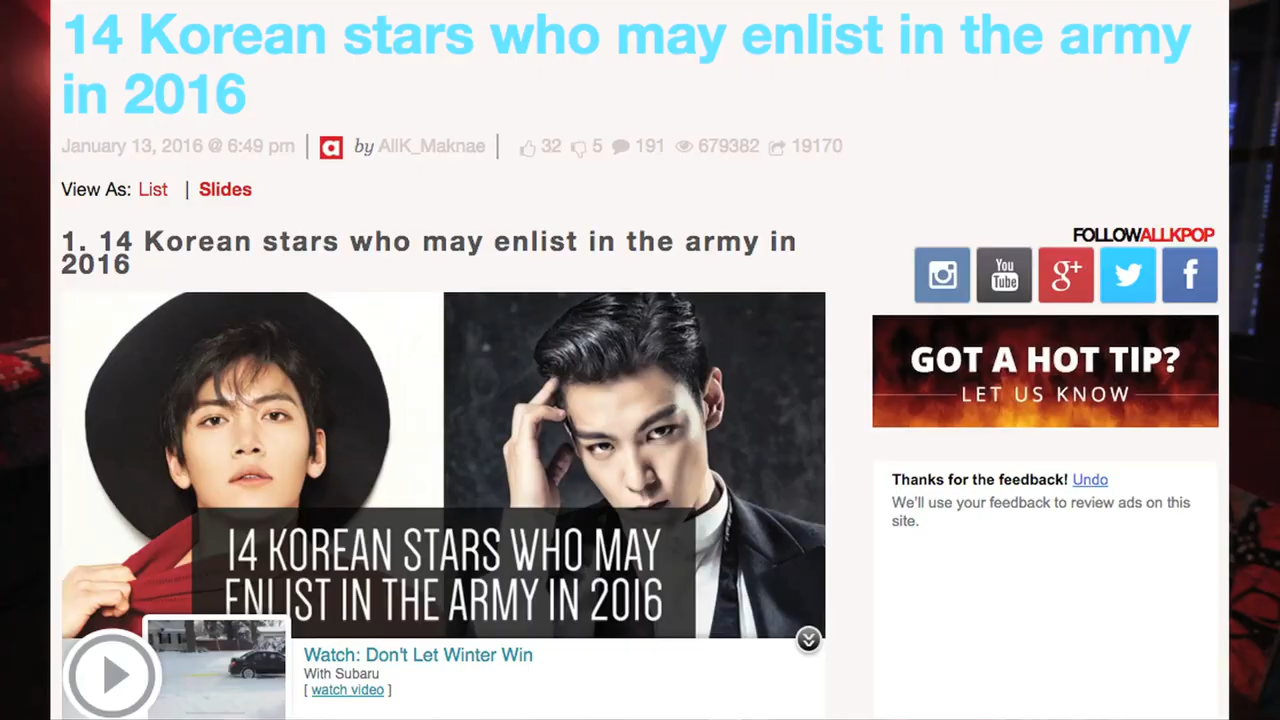 14 Korean stars who may enlist in the army
in 2016
January 13, 2016 @ 6:49 pm | a by AllK_Maknae | 32 5 191 679382 19170
View As: List | Slides
1. 14 Korean stars who may enlist in the army in
2016
14 KOREAN STARS WHO MAY
ENLIST IN THE ARMY IN 2016
Watch: Don't Let Winter Win
With Subaru
[ watch video ]
FOLLOWALLKPOP
You
Tube
g+
f
GOT A HOT TIP?
LET US KNOW
Thanks for the feedback! Undo
We'll use your feedback to review ads on this
site.